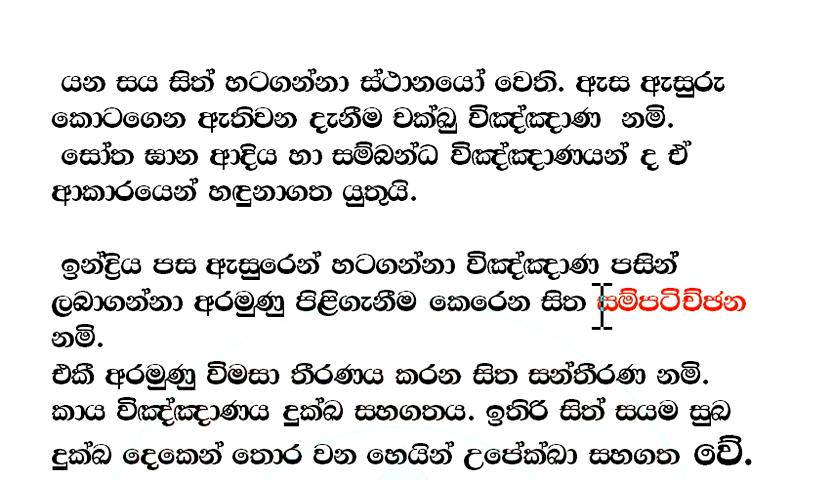 යන සය සිත් හටගන්නා ස්ථානයෝ වෙති. ඇස ඇසුරු
කොටගෙන ඇතිවන දැනීම චක්ඛු විඤ්ඤාණ නමි.
සෝත ඝාන ආදිය හා සම්බන්ධ විඤ්ඤාණයන් ද ඒ
ආකාරයෙන් හඳුනාගත යුතුයි.
ඉන්ද්‍රිය පස ඇසුරෙන් හටගන්නා විඤ්ඤාණ පසින්
ලබාගන්නා අරමුණු පිළිගැනීම කෙරෙන සිත සම්පටිච්ඡන
නමි.
එකී අරමුණු විමසා තීරණය කරන සිත සන්තීරණ නමි.
කාය විඤ්ඤාණය දුක්ඛ සහගතය. ඉතිරි සිත් සයම සුඛ
දුක්ඛ දෙකෙන් තොර වන හෙයින් උපේක්ඛා සහගත වේ.